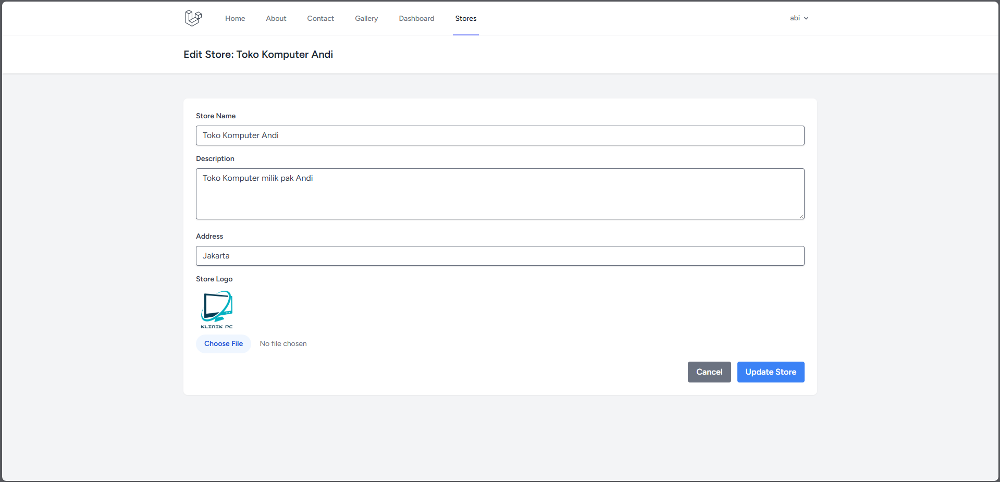 Home About Contact Gallery Dashboard Stores abi
Edit Store: Toko Komputer Andi
Store Name
Toko Komputer Andi
Description
Toko Komputer milik pak Andi
Address
Jakarta
Store Logo
KLINIK PC
Choose File No file chosen
Cancel Update Store